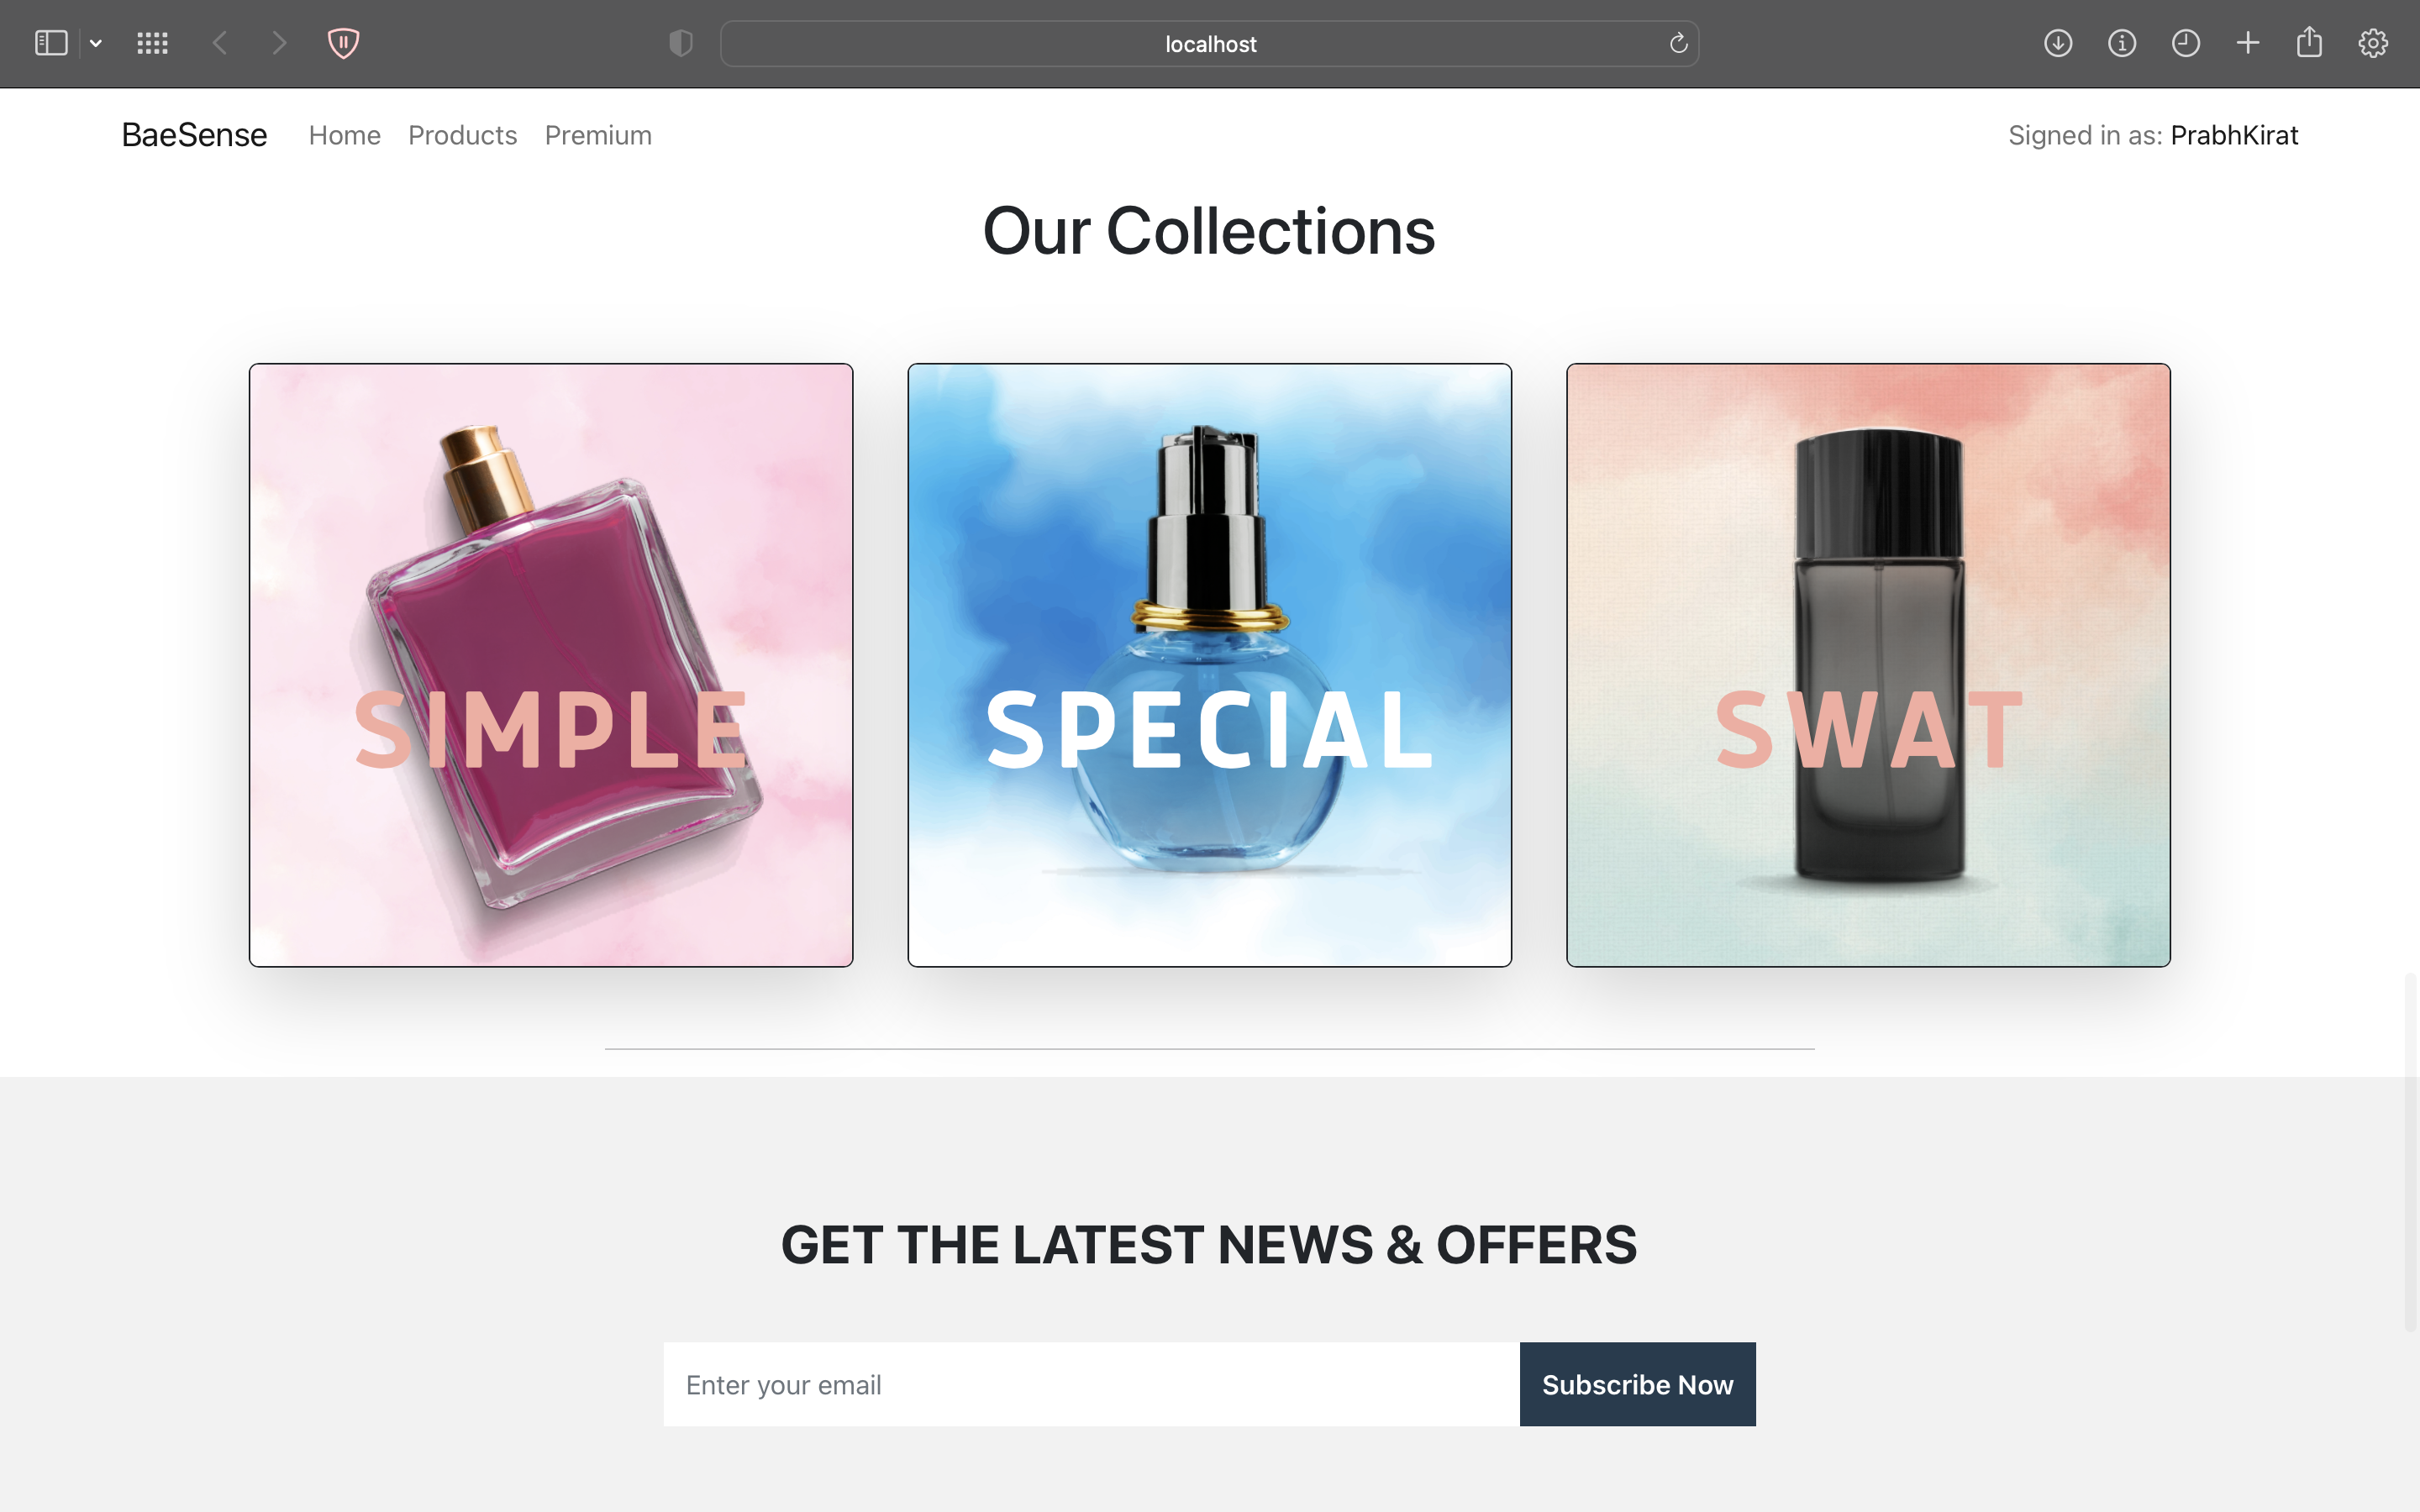 localhost
BaeSense Home Products Premium Signed in as: PrabhKirat
Our Collections
SIMPLE SPECIAL SWAT
GET THE LATEST NEWS & OFFERS
Enter your email Subscribe Now